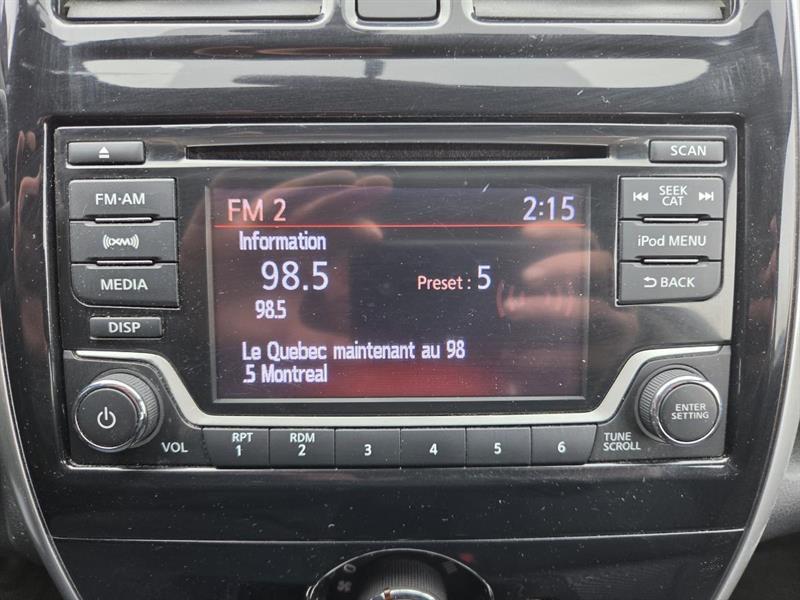 SCAN
FM·AM
SEEK
CAT
XM
iPod MENU
MEDIA
BACK
DISP
FM 2
2:15
Information
98.5
Preset : 5
98.5
Le Quebec maintenant au 98
.5 Montreal
VOL
RPT
1
RDM
2
3
4
5
6
TUNE
SCROLL
ENTER
SETTING